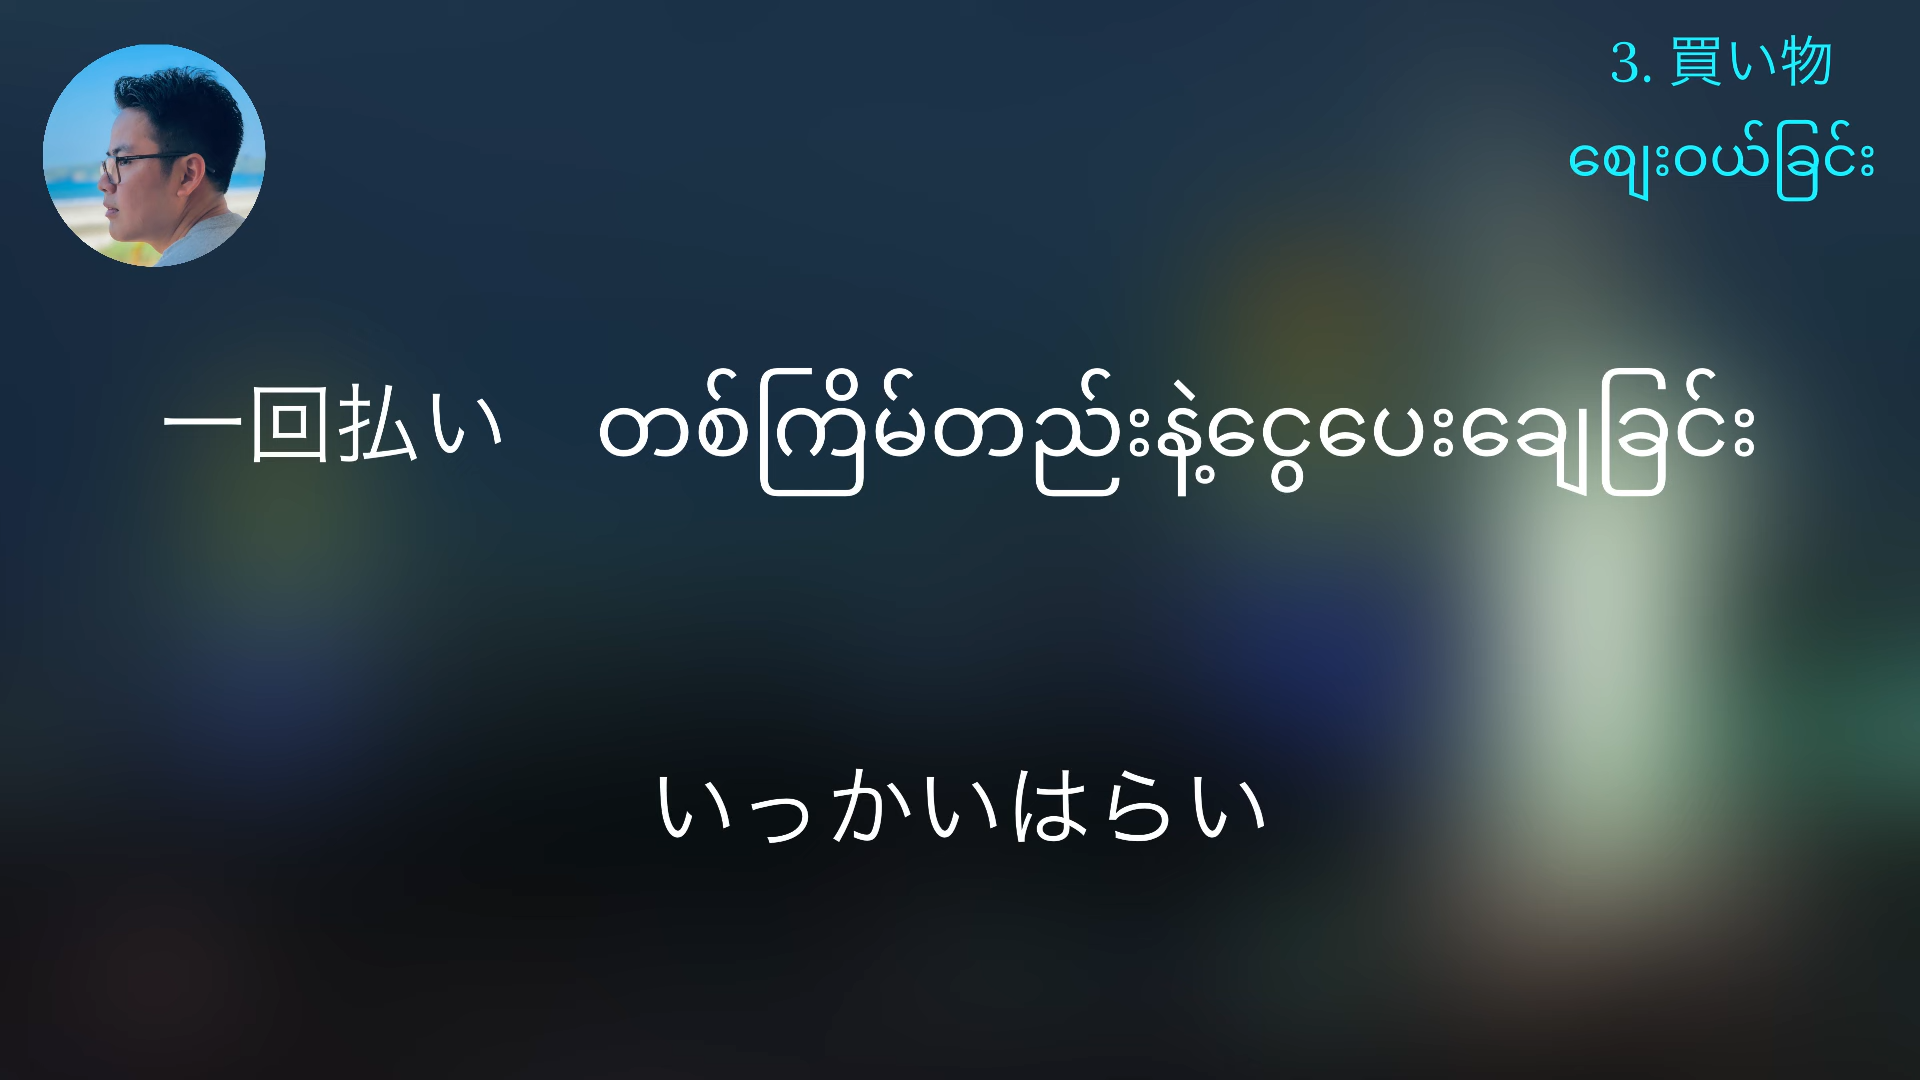 3. 買い物
ဈေးဝယ်ခြင်း
一回払い　တစ်ကြိမ်တည်းနဲ့ငွေပေးချေခြင်း
いっかいはらい